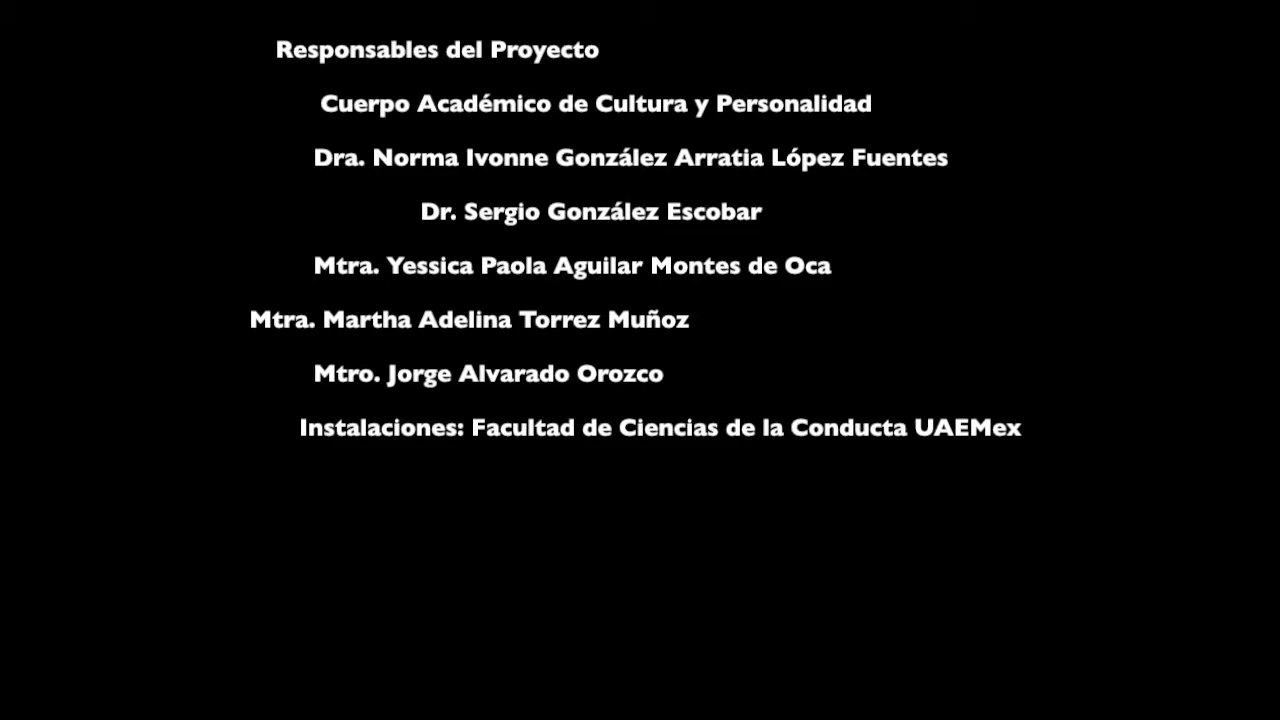 Responsables del Proyecto
Cuerpo Académico de Cultura y Personalidad
Dra. Norma Ivonne González Arratia López Fuentes
Dr. Sergio González Escobar
Mtra. Yessica Paola Aguilar Montes de Oca
Mtra. Martha Adelina Torrez Muñoz
Mtro. Jorge Alvarado Orozco
Instalaciones: Facultad de Ciencias de la Conducta UAEMex